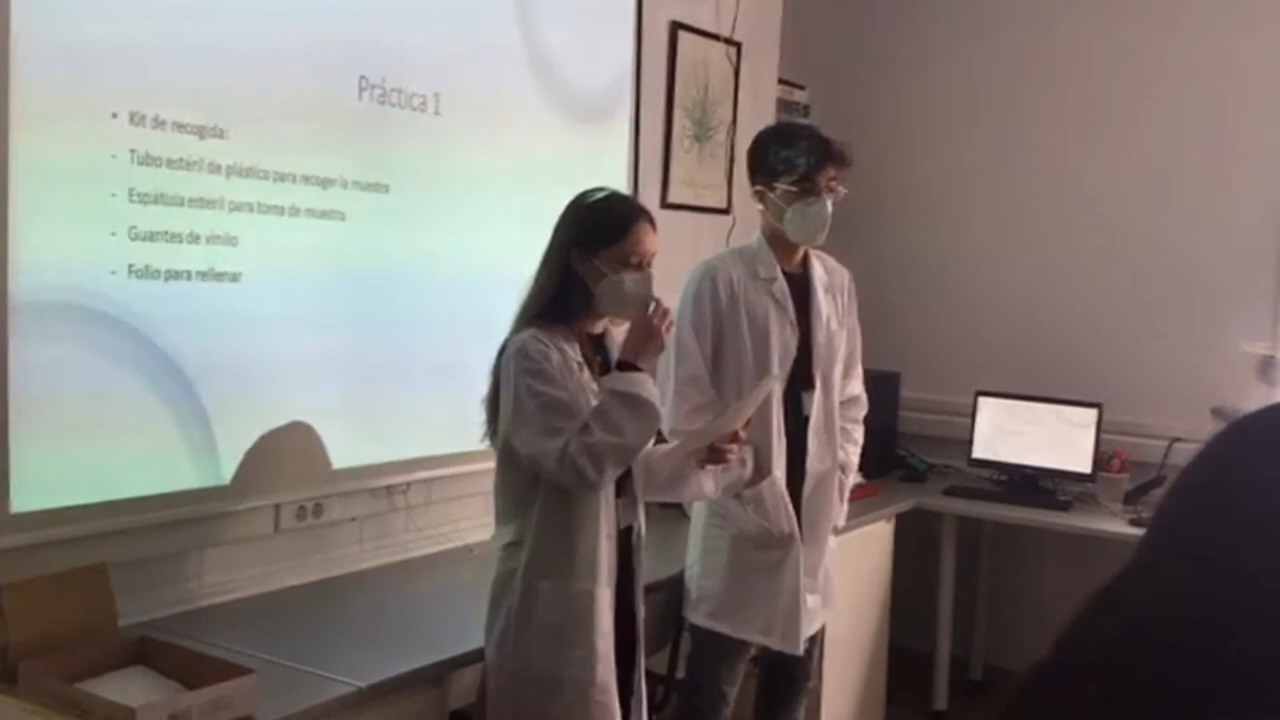 Práctica 1
• Kit de recogida:
- Tubo estéril de plástico para recoger la muestra
- Espátula estéril para toma de muestra
- Guantes de vinilo
- Folio para rellenar